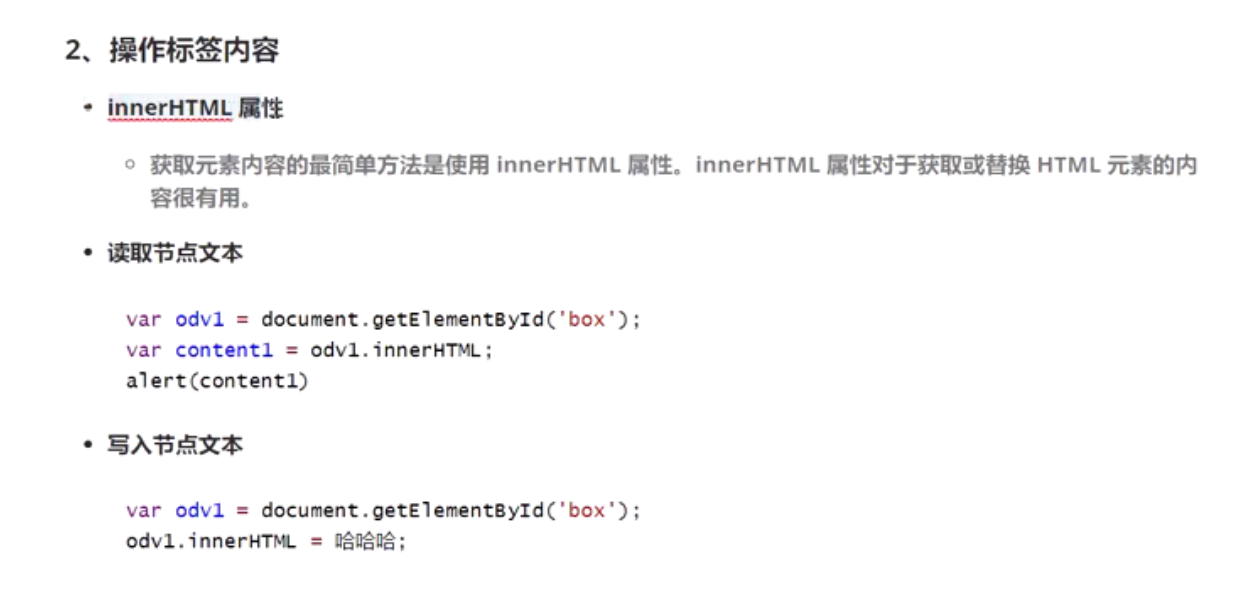 2、操作标签内容
• innerHTML 属性
◦ 获取元素内容的最简单方法是使用 innerHTML 属性。innerHTML 属性对于获取或替换 HTML 元素的内
容很有用。
• 读取节点文本
var odv1 = document.getElementById('box');
var content1 = odv1.innerHTML;
alert(content1)
• 写入节点文本
var odv1 = document.getElementById('box');
odv1.innerHTML = 哈哈哈;